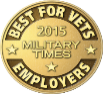 BEST FOR VETS
2015
MILITARY
TIMES
EMPLOYERS